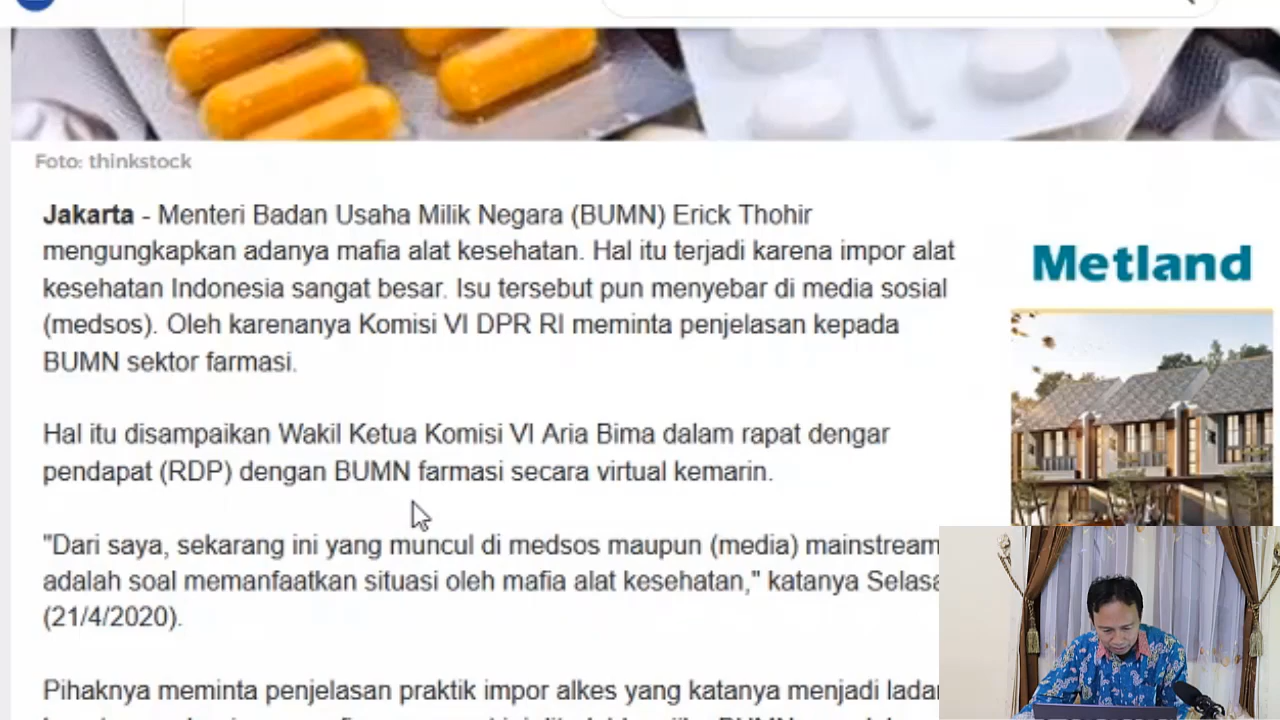 Foto: thinkstock
Jakarta - Menteri Badan Usaha Milik Negara (BUMN) Erick Thohir
mengungkapkan adanya mafia alat kesehatan. Hal itu terjadi karena impor alat
kesehatan Indonesia sangat besar. Isu tersebut pun menyebar di media sosial
(medsos). Oleh karenanya Komisi VI DPR RI meminta penjelasan kepada
BUMN sektor farmasi.
Metland
Hal itu disampaikan Wakil Ketua Komisi VI Aria Bima dalam rapat dengar
pendapat (RDP) dengan BUMN farmasi secara virtual kemarin.
"Dari saya, sekarang ini yang muncul di medsos maupun (media) mainstream
adalah soal memanfaatkan situasi oleh mafia alat kesehatan," katanya Selasa
(21/4/2020).
Pihaknya meminta penjelasan praktik impor alkes yang katanya menjadi